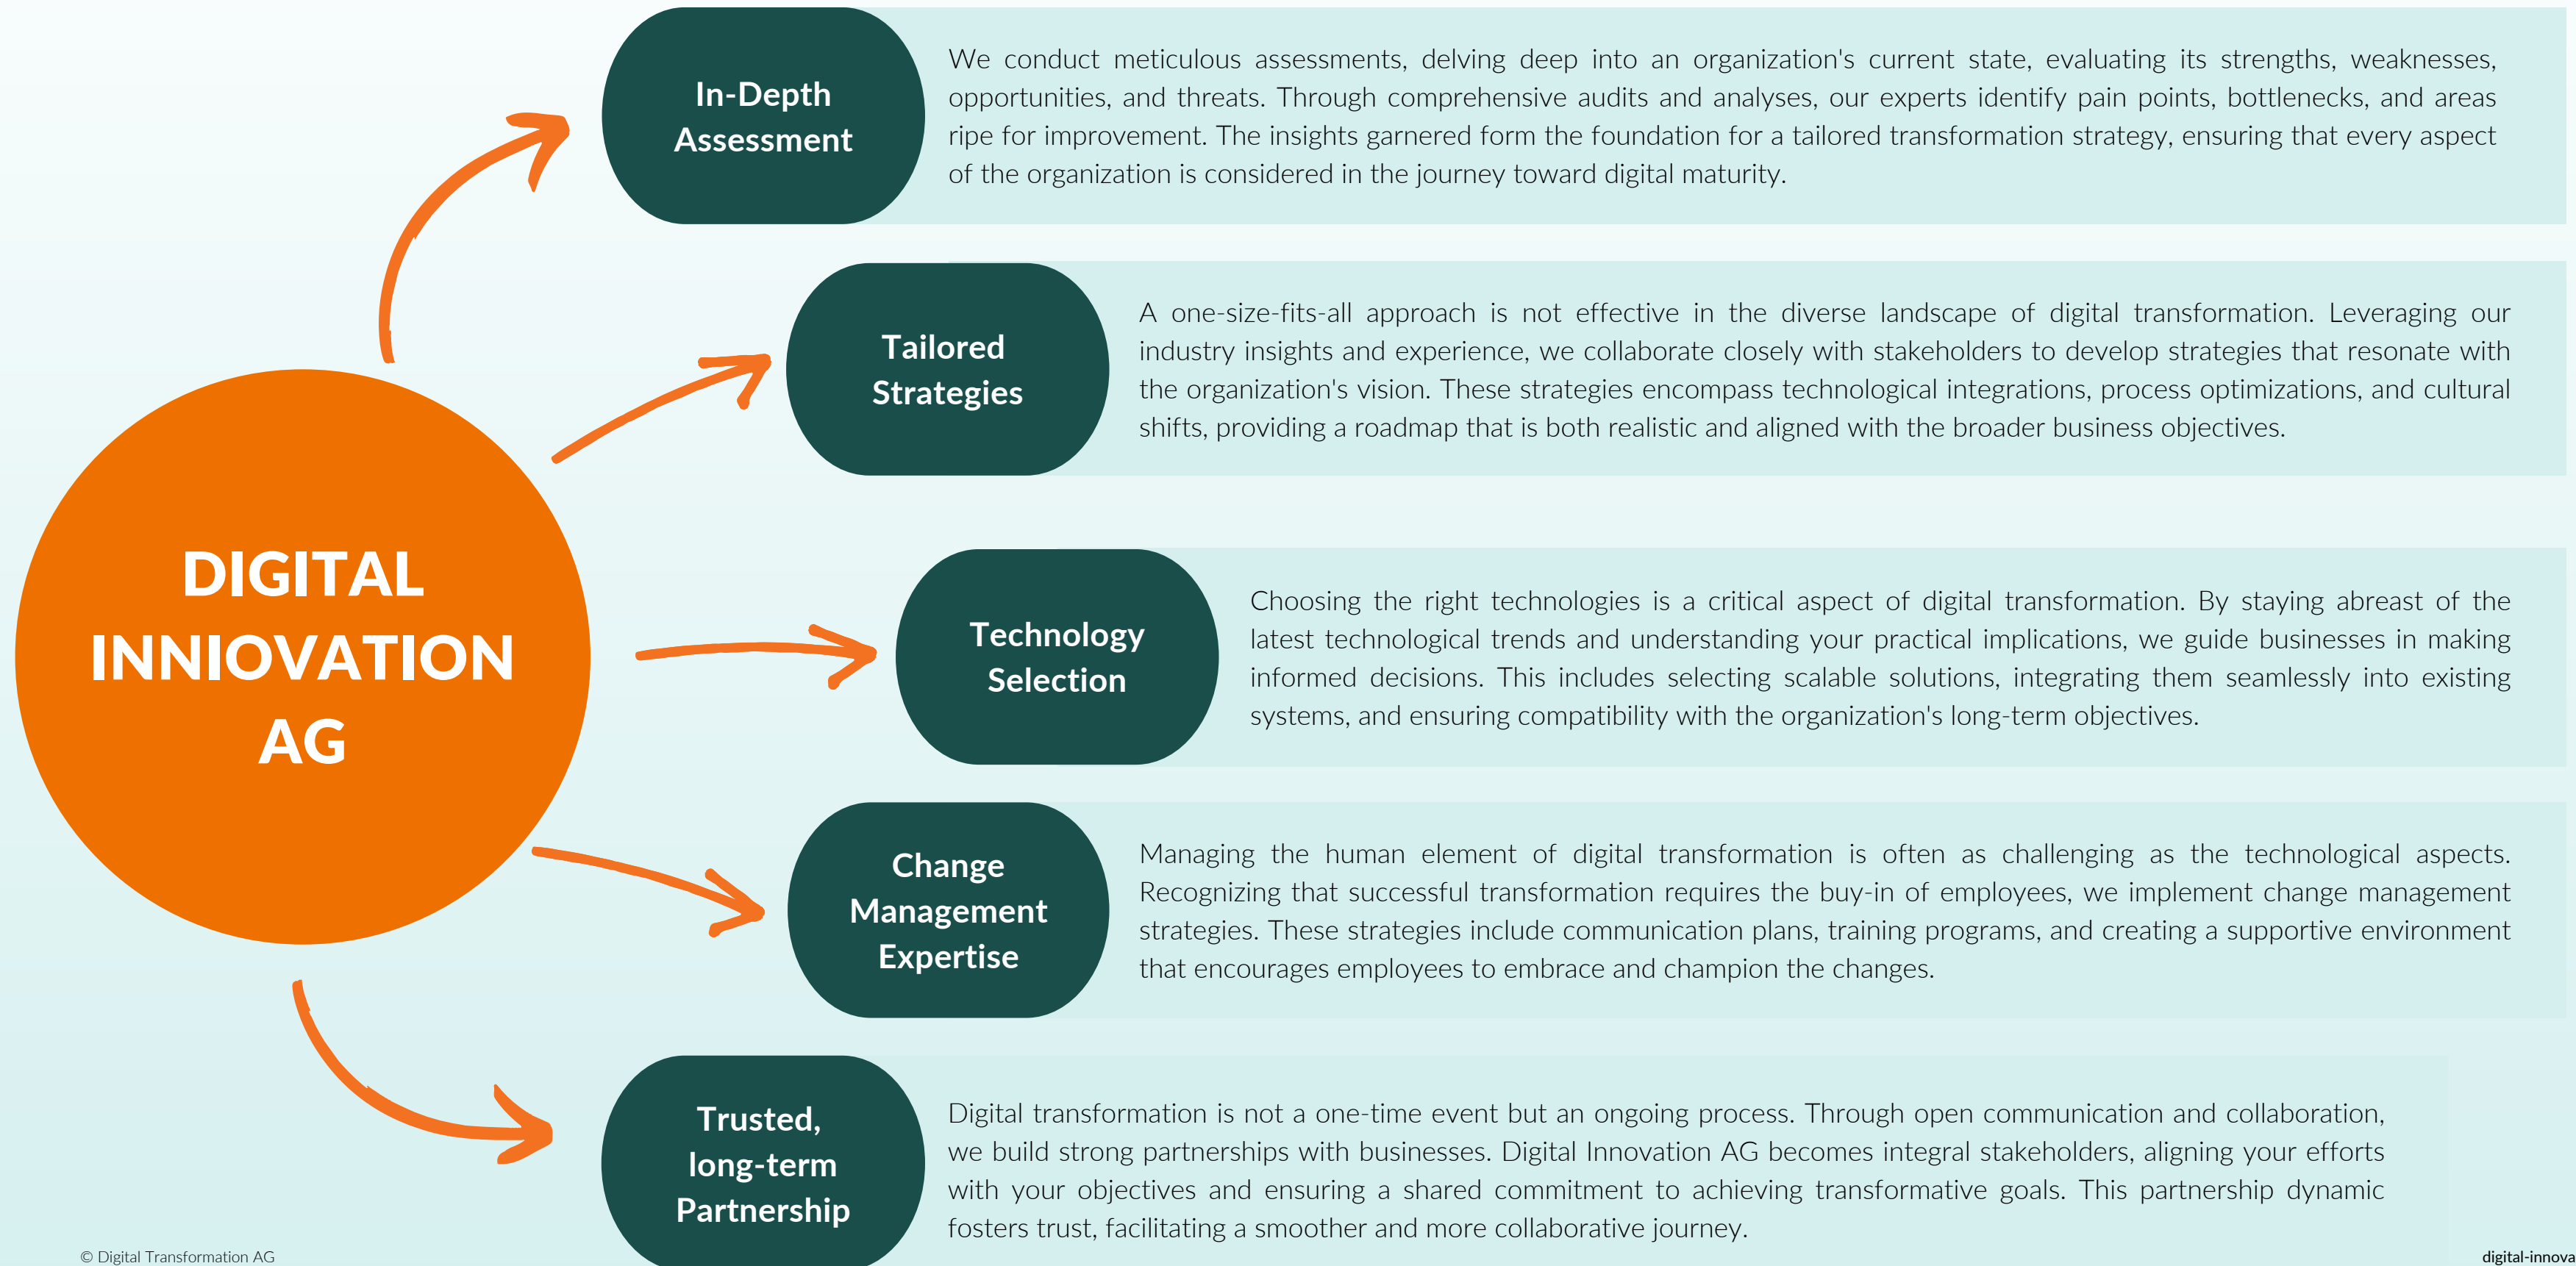 In-Depth
Assessment
We conduct meticulous assessments, delving deep into an organization's current state, evaluating its strengths, weaknesses,
opportunities, and threats. Through comprehensive audits and analyses, our experts identify pain points, bottlenecks, and areas
ripe for improvement. The insights garnered form the foundation for a tailored transformation strategy, ensuring that every aspect
of the organization is considered in the journey toward digital maturity.
Tailored
Strategies
A one-size-fits-all approach is not effective in the diverse landscape of digital transformation. Leveraging our
industry insights and experience, we collaborate closely with stakeholders to develop strategies that resonate with
the organization's vision. These strategies encompass technological integrations, process optimizations, and cultural
shifts, providing a roadmap that is both realistic and aligned with the broader business objectives.
DIGITAL
INNIOVATION
AG
Technology
Selection
Choosing the right technologies is a critical aspect of digital transformation. By staying abreast of the
latest technological trends and understanding your practical implications, we guide businesses in making
informed decisions. This includes selecting scalable solutions, integrating them seamlessly into existing
systems, and ensuring compatibility with the organization's long-term objectives.
Change
Management
Expertise
Managing the human element of digital transformation is often as challenging as the technological aspects.
Recognizing that successful transformation requires the buy-in of employees, we implement change management
strategies. These strategies include communication plans, training programs, and creating a supportive environment
that encourages employees to embrace and champion the changes.
Trusted,
long-term
Partnership
Digital transformation is not a one-time event but an ongoing process. Through open communication and collaboration,
we build strong partnerships with businesses. Digital Innovation AG becomes integral stakeholders, aligning your efforts
with your objectives and ensuring a shared commitment to achieving transformative goals. This partnership dynamic
fosters trust, facilitating a smoother and more collaborative journey.
© Digital Transformation AG
digital-innova